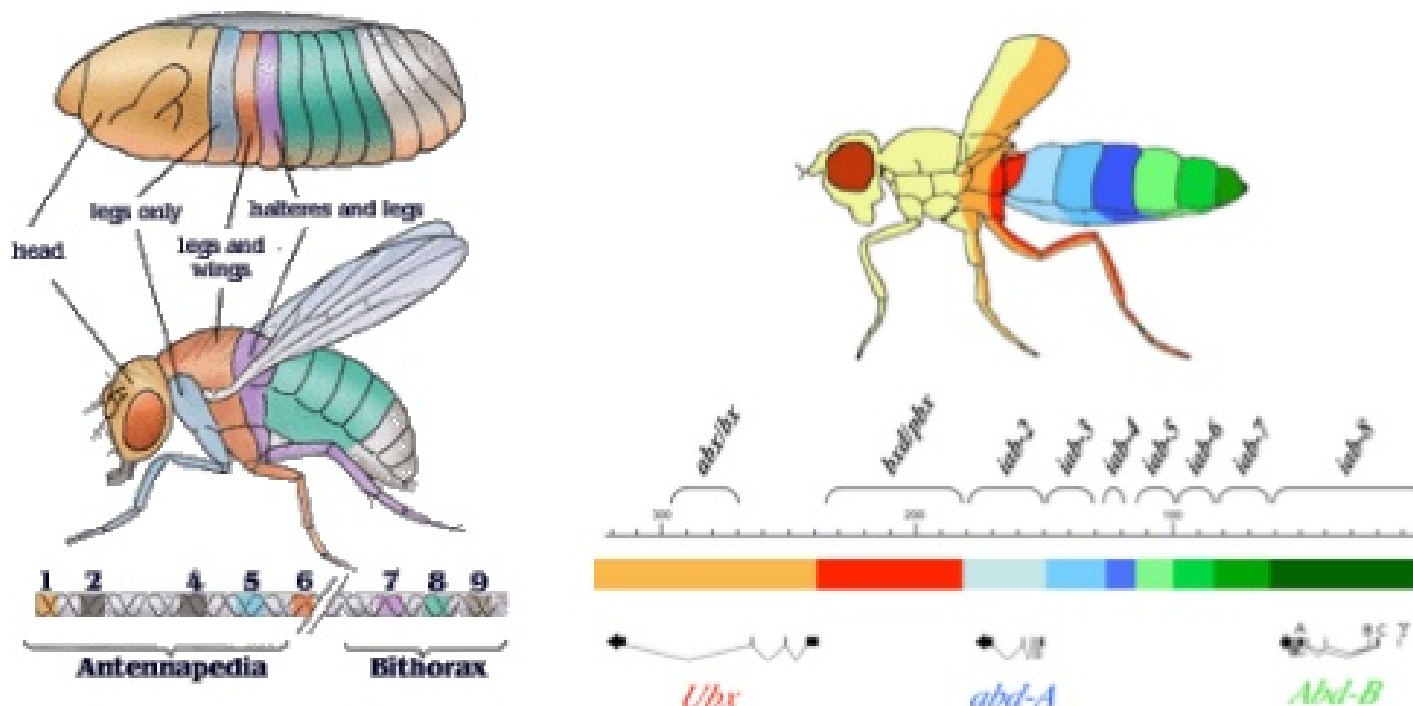 legs only
halteres and legs
legs and
wings
head
1 2 4 5 6 7 8 9
Antennapedia
Bithorax
abx/bx
bxd/pbx
iab-2
iab-3
iab-4
iab-5
iab-6
iab-7
iab-8
300
200
100
A
B C
Ubx
abd-A
Abd-B